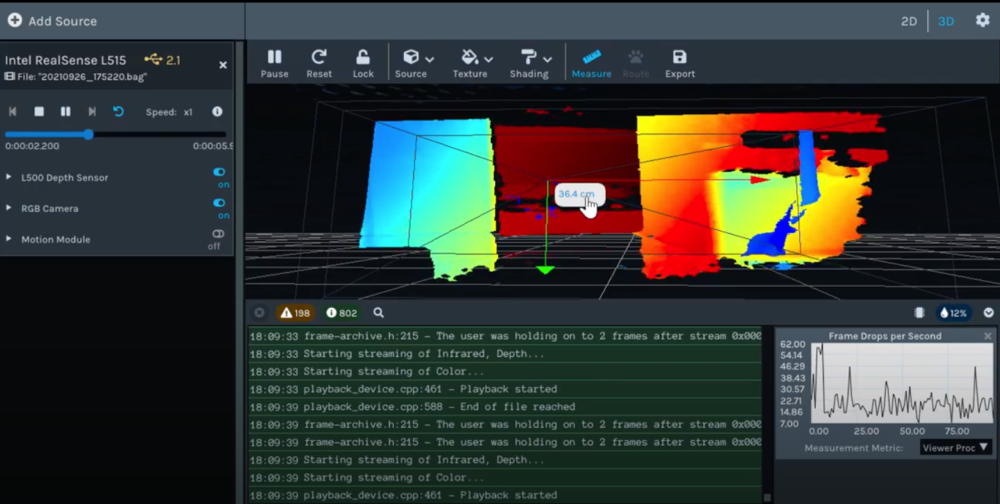 Add Source
2D
3D
Intel RealSense L515 2.1
File: "20210926_175220.bag"
Speed: x1
0:00:02.200
0:00:05.9
L500 Depth Sensor
on
RGB Camera
on
Motion Module
off
Pause
Reset
Lock
Source
Texture
Shading
Measure
Route
Export
36.4 cm
198
802
12%
18:09:33 frame-archive.h:215 - The user was holding on to 2 frames after stream 0x000
18:09:33 Starting streaming of Infrared, Depth...
18:09:33 Starting streaming of Color...
18:09:33 playback_device.cpp:461 - Playback started
18:09:39 playback_device.cpp:588 - End of file reached
18:09:39 frame-archive.h:215 - The user was holding on to 2 frames after stream 0x000
18:09:39 frame-archive.h:215 - The user was holding on to 2 frames after stream 0x000
18:09:39 Starting streaming of Infrared, Depth...
18:09:39 Starting streaming of Color...
18:09:39 playback_device.cpp:461 - Playback started
Frame Drops per Second
62.00
54.14
46.29
38.43
30.57
22.71
14.86
7.00
0.00 25.00 50.00 75.00
Measurement Metric: Viewer Proc